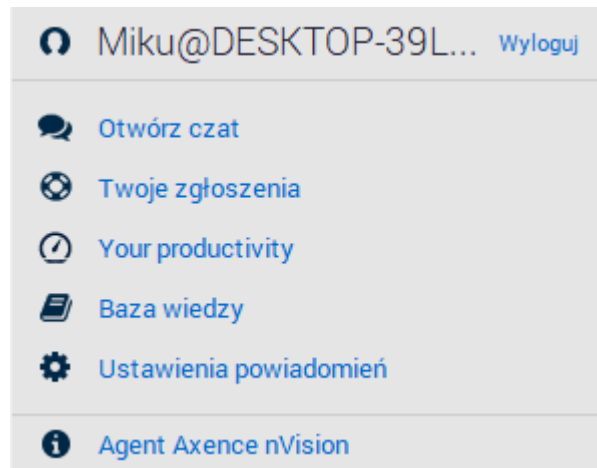 Miku@DESKTOP-39L... Wyloguj
Otwórz czat
Twoje zgłoszenia
Your productivity
Baza wiedzy
Ustawienia powiadomień
Agent Axence nVision